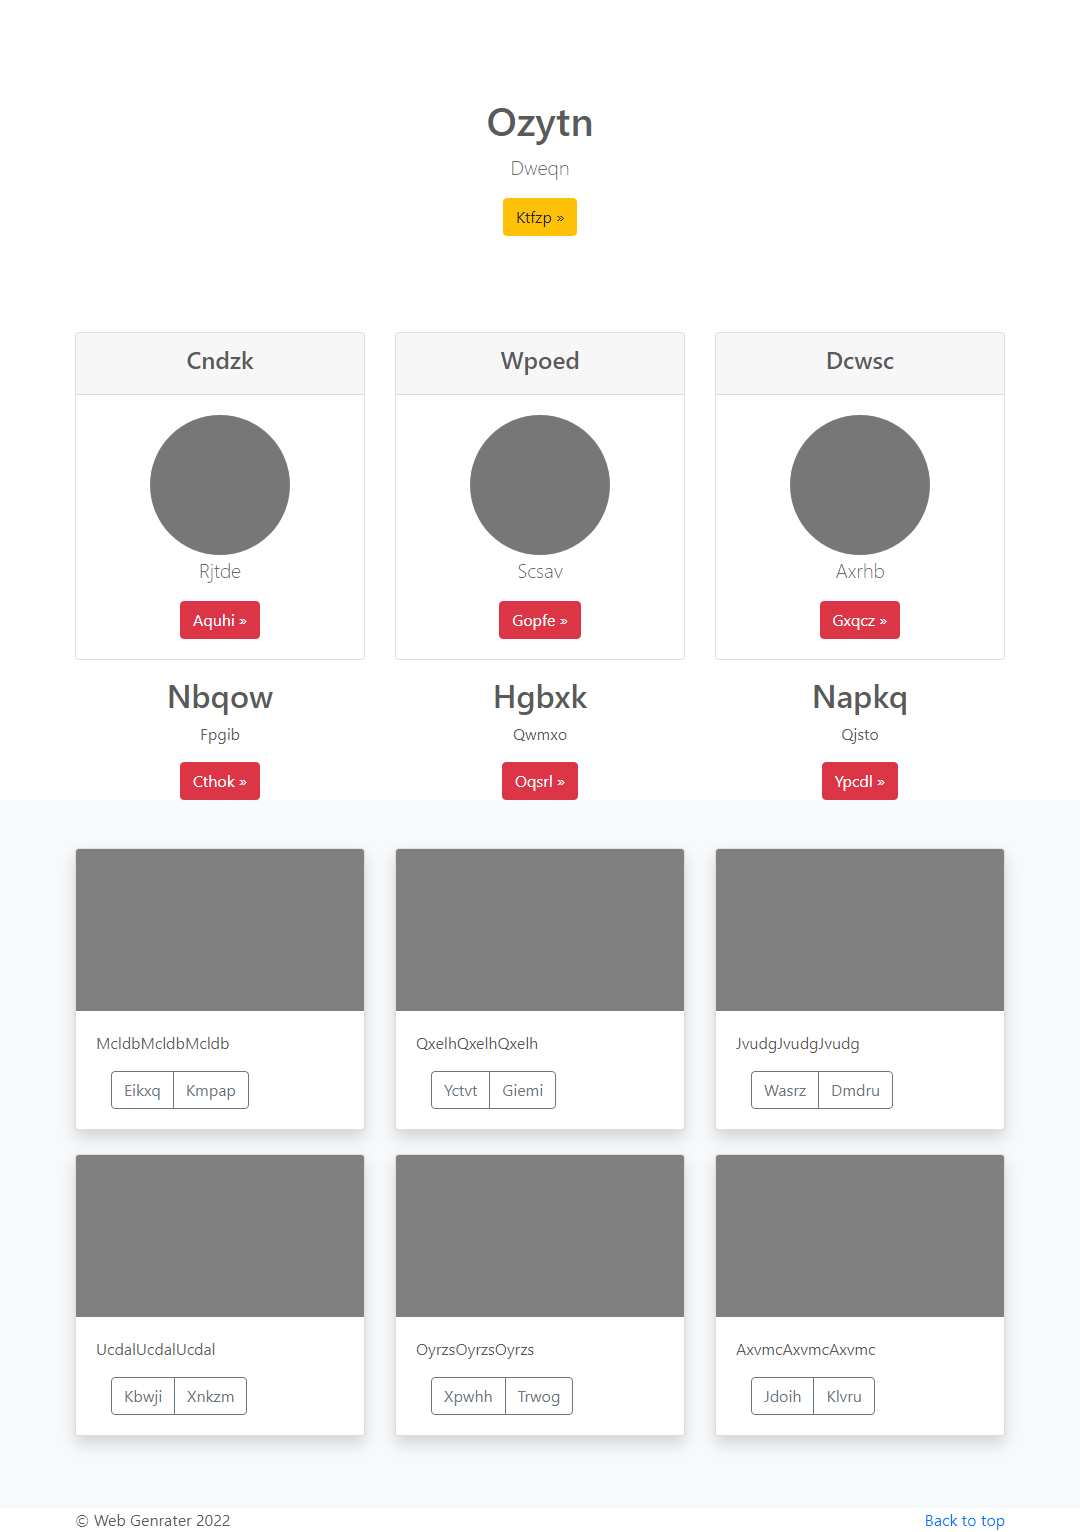 Ozytn
Dweqn
Ktfzp »
Cndzk
Wpoed
Dcwsc
Rjtde
Scsav
Axrhb
Aquhi »
Gopfe »
Gxqcz »
Nbqow
Hgbxk
Napkq
Fpgib
Qwmxo
Qjsto
Cthok »
Oqsrl »
Ypcdl »
McldbMcldbMcldb
QxelhQxelhQxelh
JvudgJvudgJvudg
Eikxq Kmpap
Yctvt Giemi
Wasrz Dmdru
UcdalUcdalUcdal
OyrzsOyrzsOyrzs
AxvmcAxvmcAxvmc
Kbwji Xnkzm
Xpwhh Trwog
Jdoih Klvru
© Web Genrater 2022
Back to top